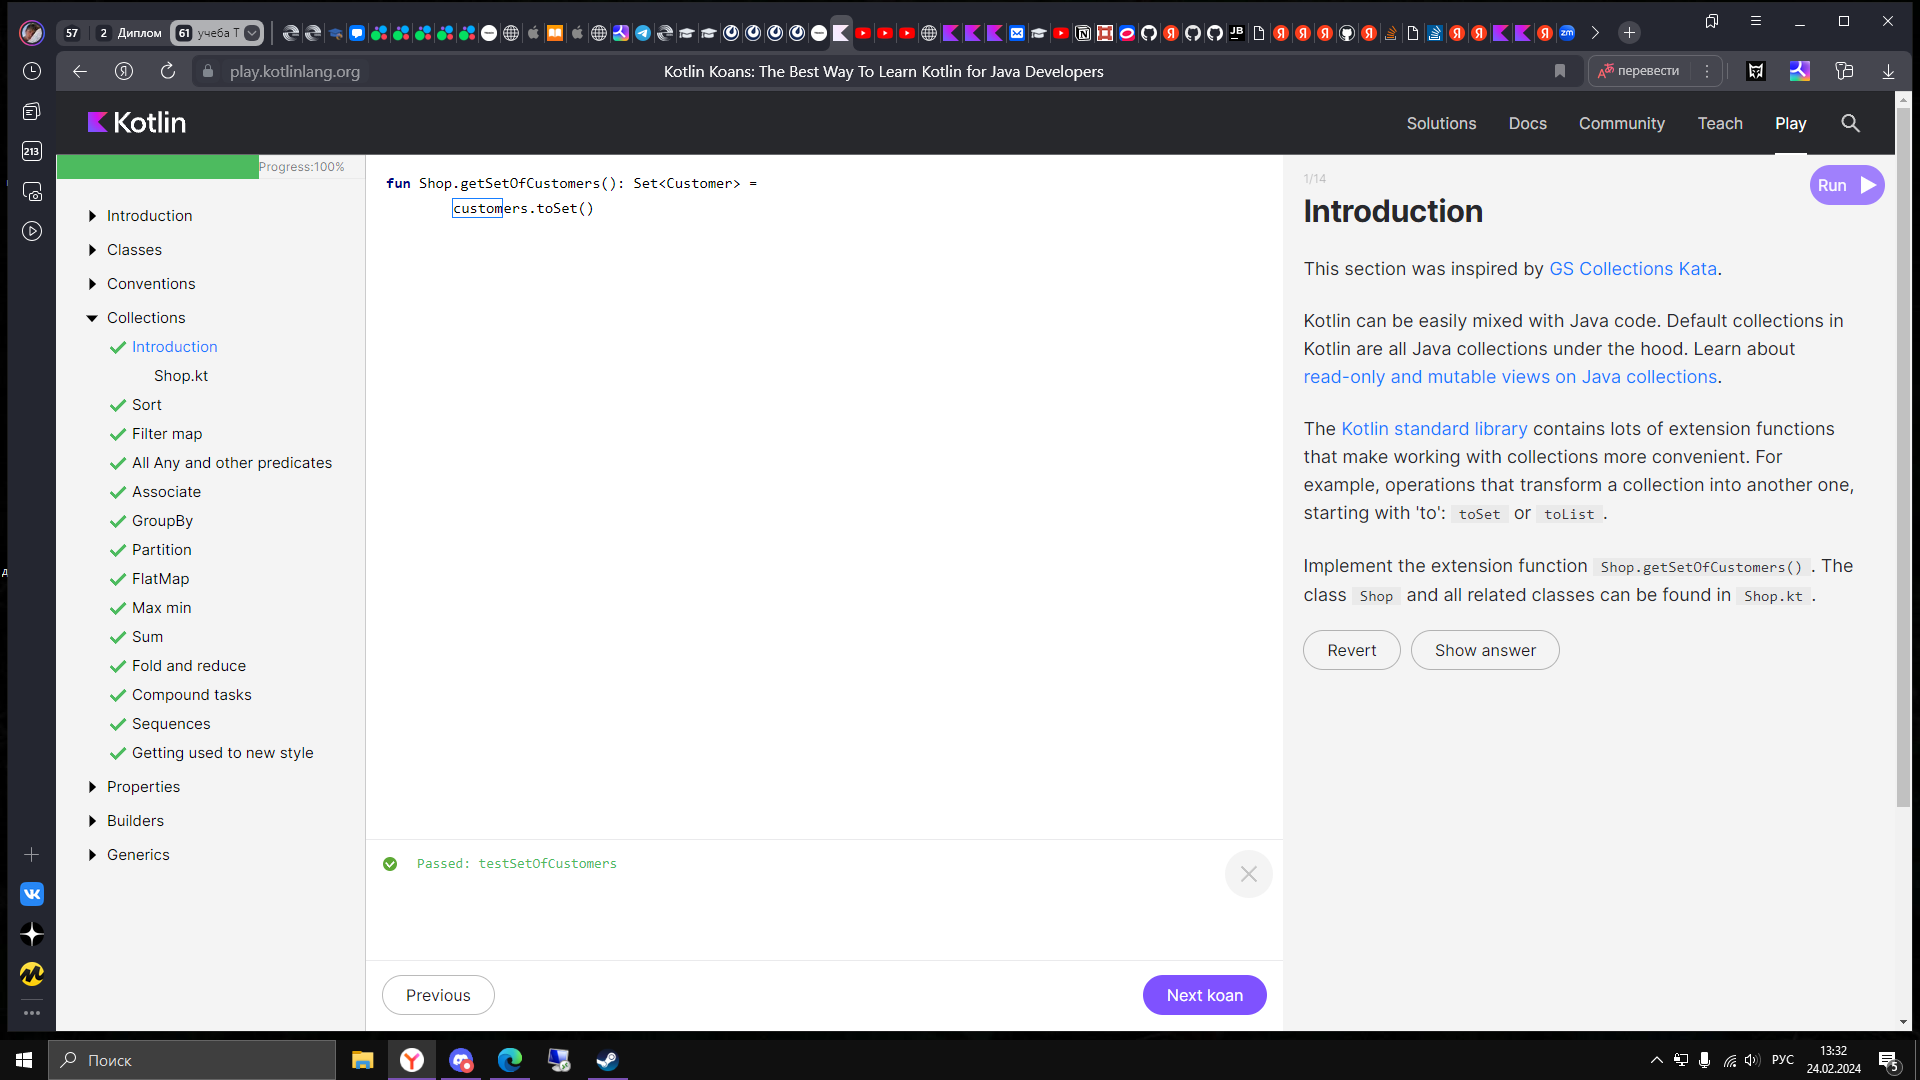 57
2 Диплом
61 учеба Т
play.kotlinlang.org
Kotlin Koans: The Best Way To Learn Kotlin for Java Developers
перевести
213
Kotlin
Solutions
Docs
Community
Teach
Play
Progress:100%
Introduction
Classes
Conventions
Collections
Introduction
Shop.kt
Sort
Filter map
All Any and other predicates
Associate
GroupBy
Partition
FlatMap
Max min
Sum
Fold and reduce
Compound tasks
Sequences
Getting used to new style
Properties
Builders
Generics
fun Shop.getSetOfCustomers(): Set<Customer> =
customers.toSet()
Passed: testSetOfCustomers
Previous
Next koan
1/14
Run
Introduction
This section was inspired by GS Collections Kata.
Kotlin can be easily mixed with Java code. Default collections in
Kotlin are all Java collections under the hood. Learn about
read-only and mutable views on Java collections.
The Kotlin standard library contains lots of extension functions
that make working with collections more convenient. For
example, operations that transform a collection into another one,
starting with 'to': toSet or toList .
Implement the extension function Shop.getSetOfCustomers() . The
class Shop and all related classes can be found in Shop.kt .
Revert
Show answer
Поиск
РУС
13:32
24.02.2024
5